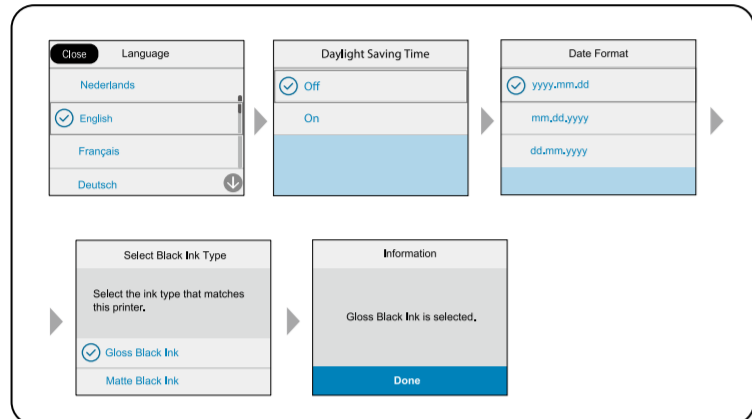 Close Language
Nederlands
English
Français
Deutsch
Daylight Saving Time
Off
On
Date Format
yyyy.mm.dd
mm.dd.yyyy
dd.mm.yyyy
Select Black Ink Type
Select the ink type that matches
this printer.
Gloss Black Ink
Matte Black Ink
Information
Gloss Black Ink is selected.
Done